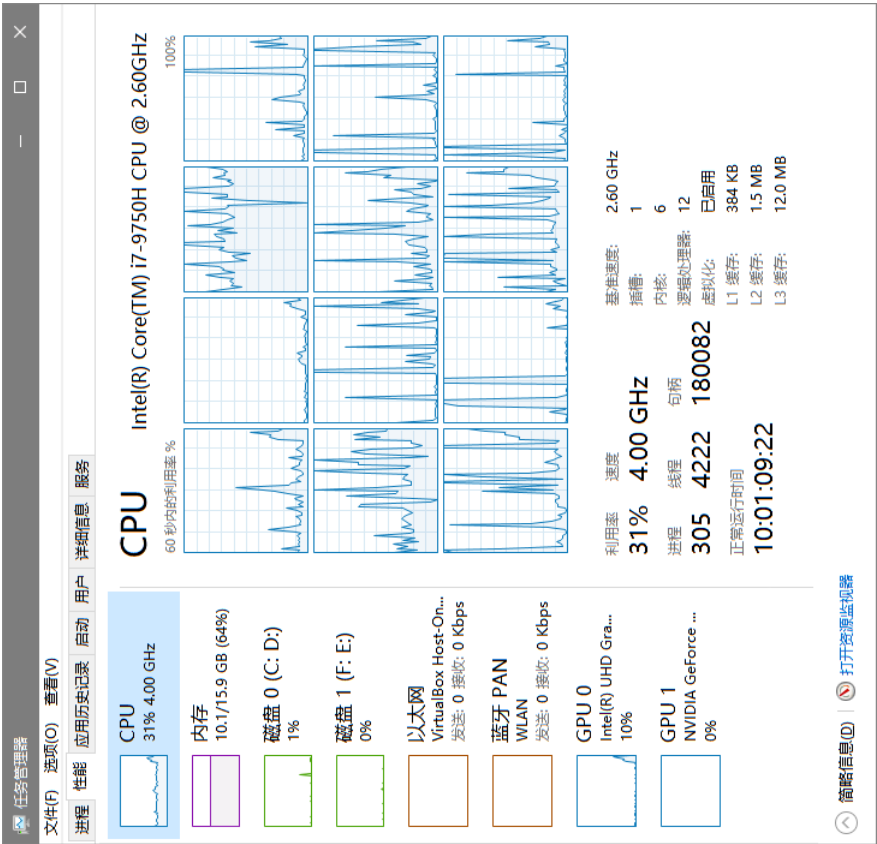 任务管理器
文件(F) 选项(O) 查看(V)
进程 性能 应用历史记录 启动 用户 详细信息 服务
CPU
31% 4.00 GHz
内存
10.1/15.9 GB (64%)
磁盘 0 (C: D:)
1%
磁盘 1 (F: E:)
0%
以太网
VirtualBox Host-On...
发送: 0 接收: 0 Kbps
蓝牙 PAN
WLAN
发送: 0 接收: 0 Kbps
GPU 0
Intel(R) UHD Gra...
10%
GPU 1
NVIDIA GeForce ...
0%
CPU Intel(R) Core(TM) i7-9750H CPU @ 2.60GHz
60 秒内的利用率 % 100%
利用率 速度
31% 4.00 GHz
进程 线程 句柄
305 4222 180082
正常运行时间
10:01:09:22
基准速度: 2.60 GHz
插槽: 1
内核: 6
逻辑处理器: 12
虚拟化: 已启用
L1 缓存: 384 KB
L2 缓存: 1.5 MB
L3 缓存: 12.0 MB
简略信息(D) 打开资源监视器